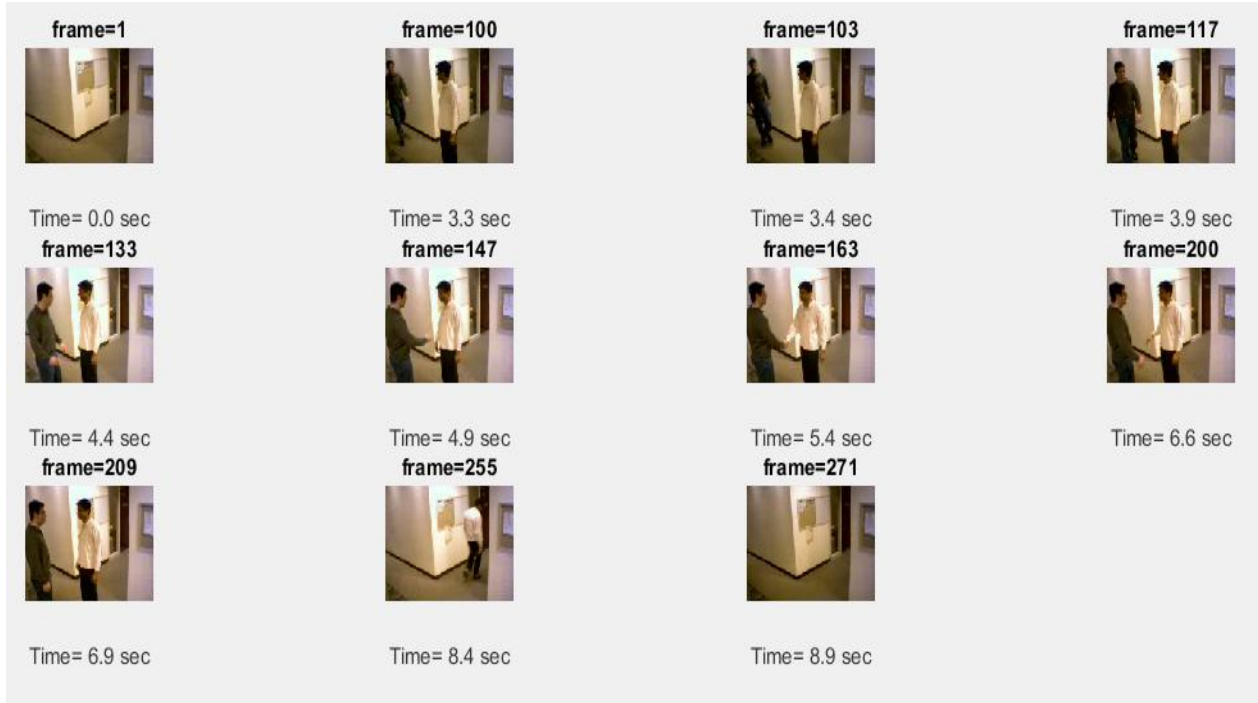 frame=1 frame=100 frame=103 frame=117
Time= 0.0 sec Time= 3.3 sec Time= 3.4 sec Time= 3.9 sec
frame=133 frame=147 frame=163 frame=200
Time= 4.4 sec Time= 4.9 sec Time= 5.4 sec Time= 6.6 sec
frame=209 frame=255 frame=271
Time= 6.9 sec Time= 8.4 sec Time= 8.9 sec